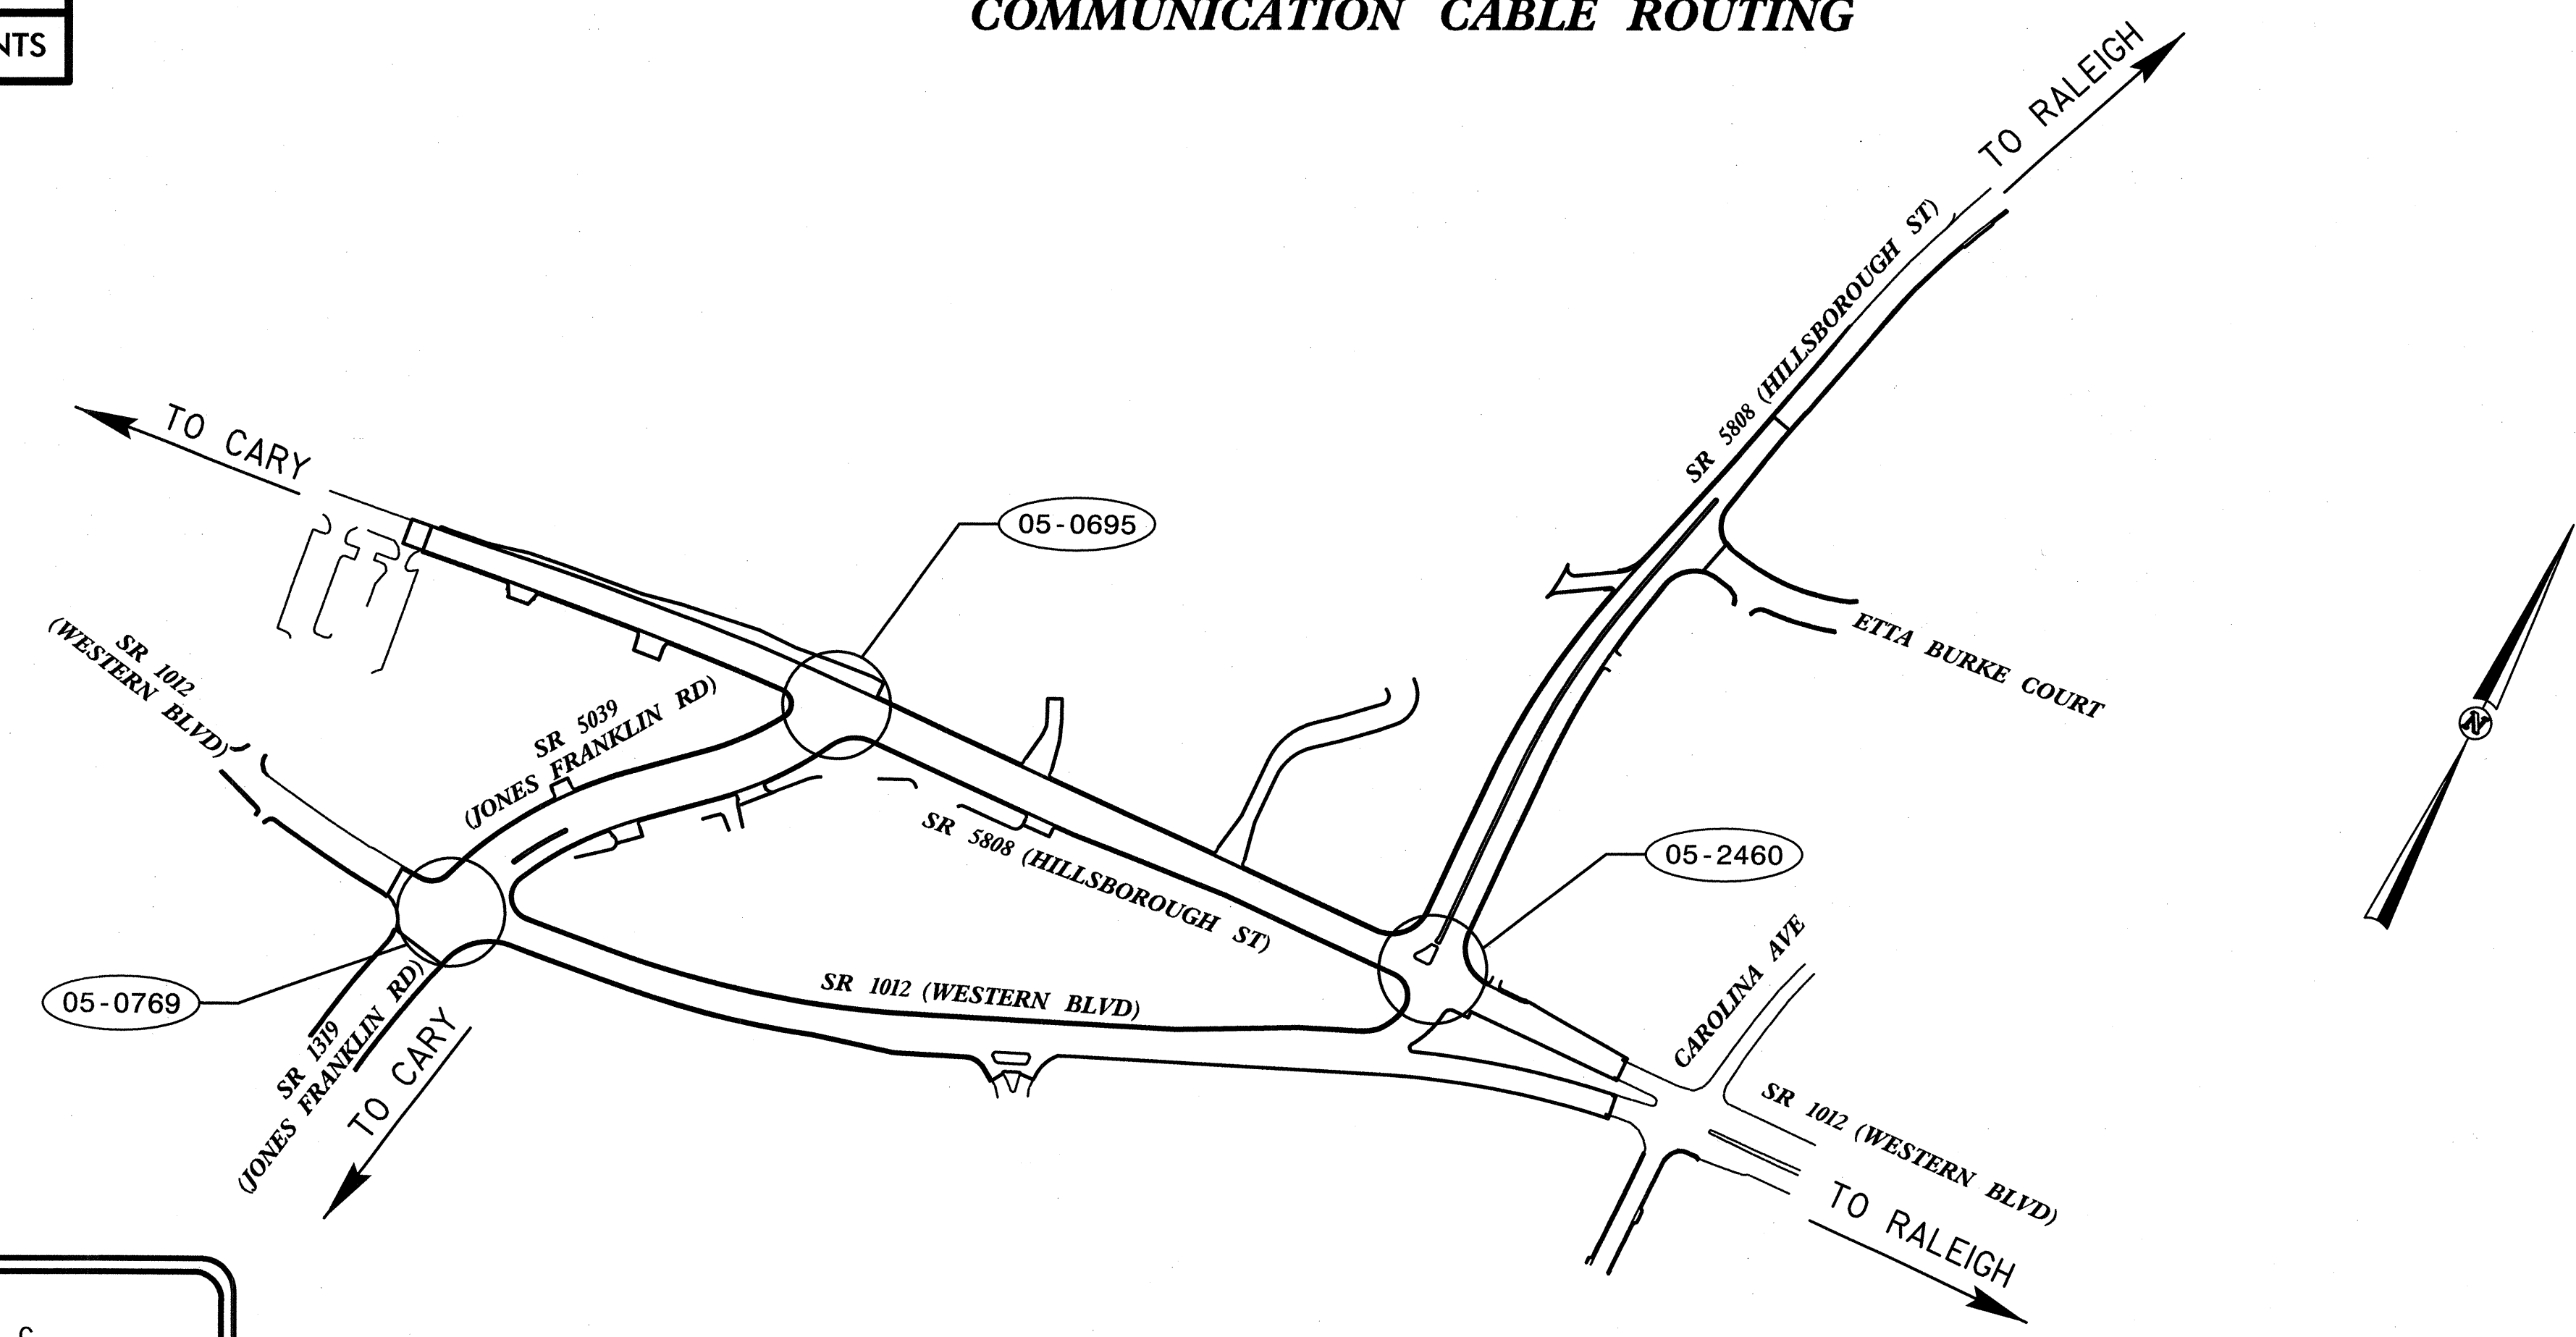 COMMUNICATION CABLE ROUTING
NTS
TO RALEIGH
SR 5808 (HILLSBOROUGH ST)
TO CARY
05-0695
SR 1012
(WESTERN BLVD)
ETTA BURKE COURT
SR 5039
(JONES FRANKLIN RD)
N
SR 5808 (HILLSBOROUGH ST)
05-2460
CAROLINA AVE
05-0769
SR 1012 (WESTERN BLVD)
SR 1319
(JONES FRANKLIN RD)
TO CARY
SR 1012 (WESTERN BLVD)
TO RALEIGH